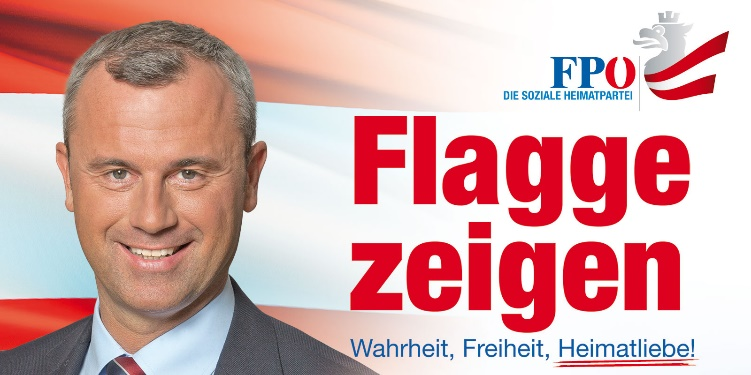 FPÖ
DIE SOZIALE HEIMATPARTEI
Flagge
zeigen
Wahrheit, Freiheit, Heimatliebe!